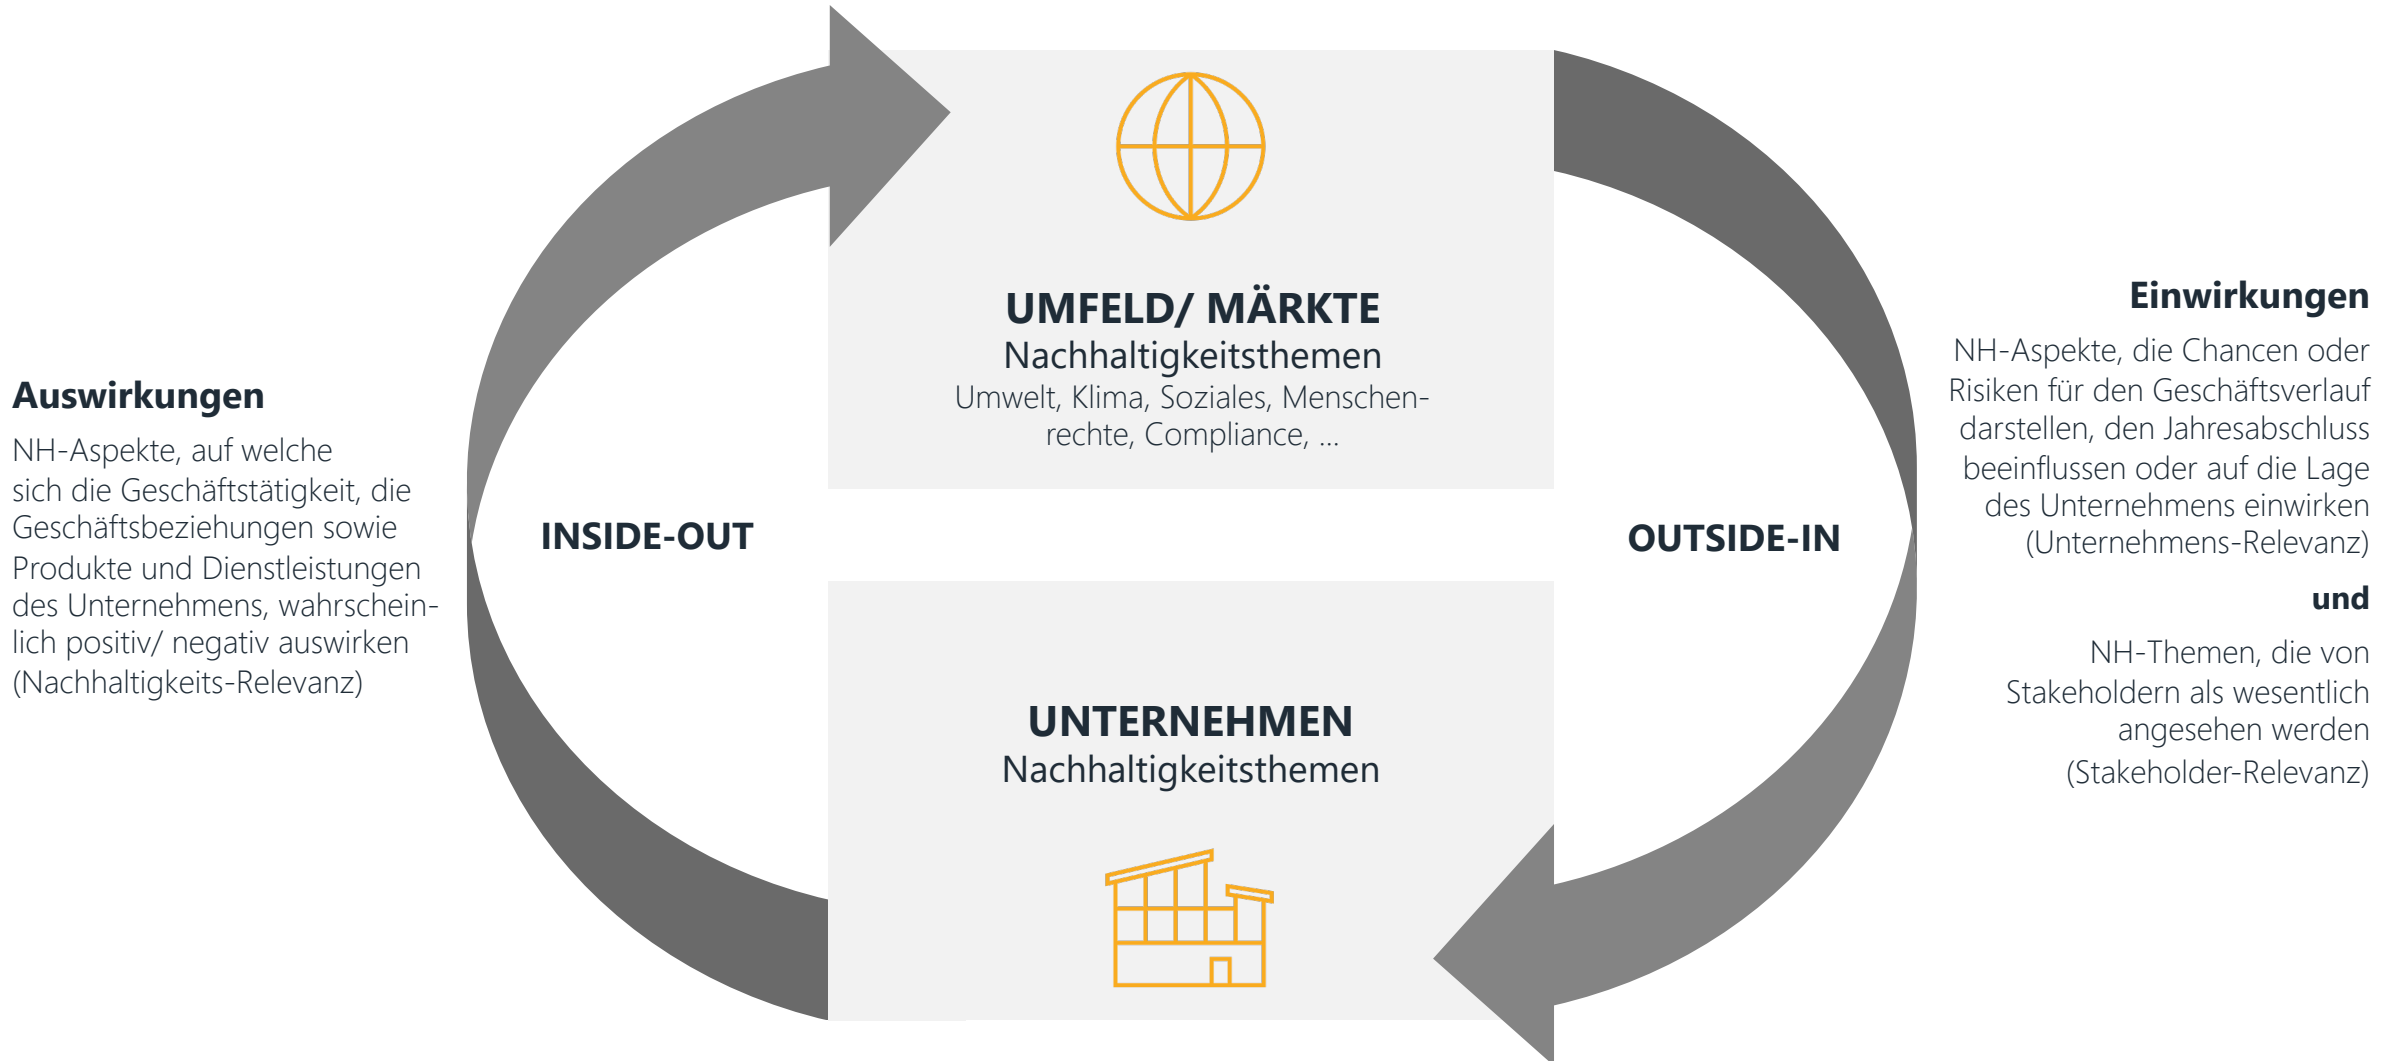 UMFELD/ MÄRKTE
Nachhaltigkeitsthemen
Umwelt, Klima, Soziales, Menschen-
rechte, Compliance, ...
Auswirkungen
NH-Aspekte, auf welche
sich die Geschäftstätigkeit, die
Geschäftsbeziehungen sowie
Produkte und Dienstleistungen
des Unternehmens, wahrschein-
lich positiv/ negativ auswirken
(Nachhaltigkeits-Relevanz)
INSIDE-OUT
OUTSIDE-IN
Einwirkungen
NH-Aspekte, die Chancen oder
Risiken für den Geschäftsverlauf
darstellen, den Jahresabschluss
beeinflussen oder auf die Lage
des Unternehmens einwirken
(Unternehmens-Relevanz)
und
NH-Themen, die von
Stakeholdern als wesentlich
angesehen werden
(Stakeholder-Relevanz)
UNTERNEHMEN
Nachhaltigkeitsthemen